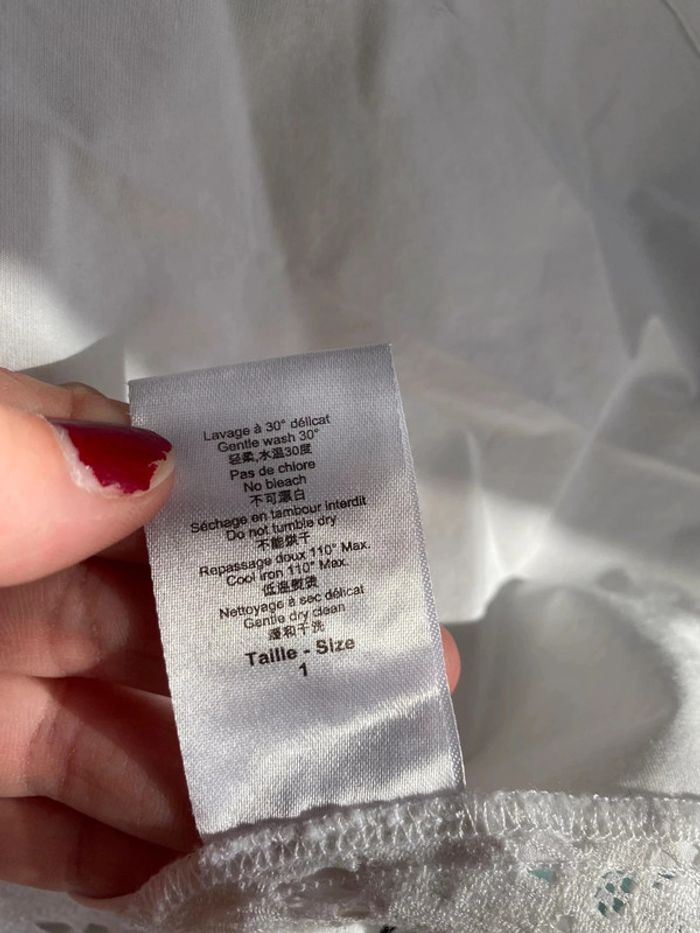 Lavage à 30° délicat
Gentle wash 30°
轻柔,水温30度
Pas de chlore
No bleach
不可漂白
Séchage en tambour interdit
Do not tumble dry
不能烘干
Repassage doux 110° Max.
Cool iron 110° Max.
低温熨烫
Nettoyage à sec délicat
Gentle dry clean
干洗
Taille - Size
1